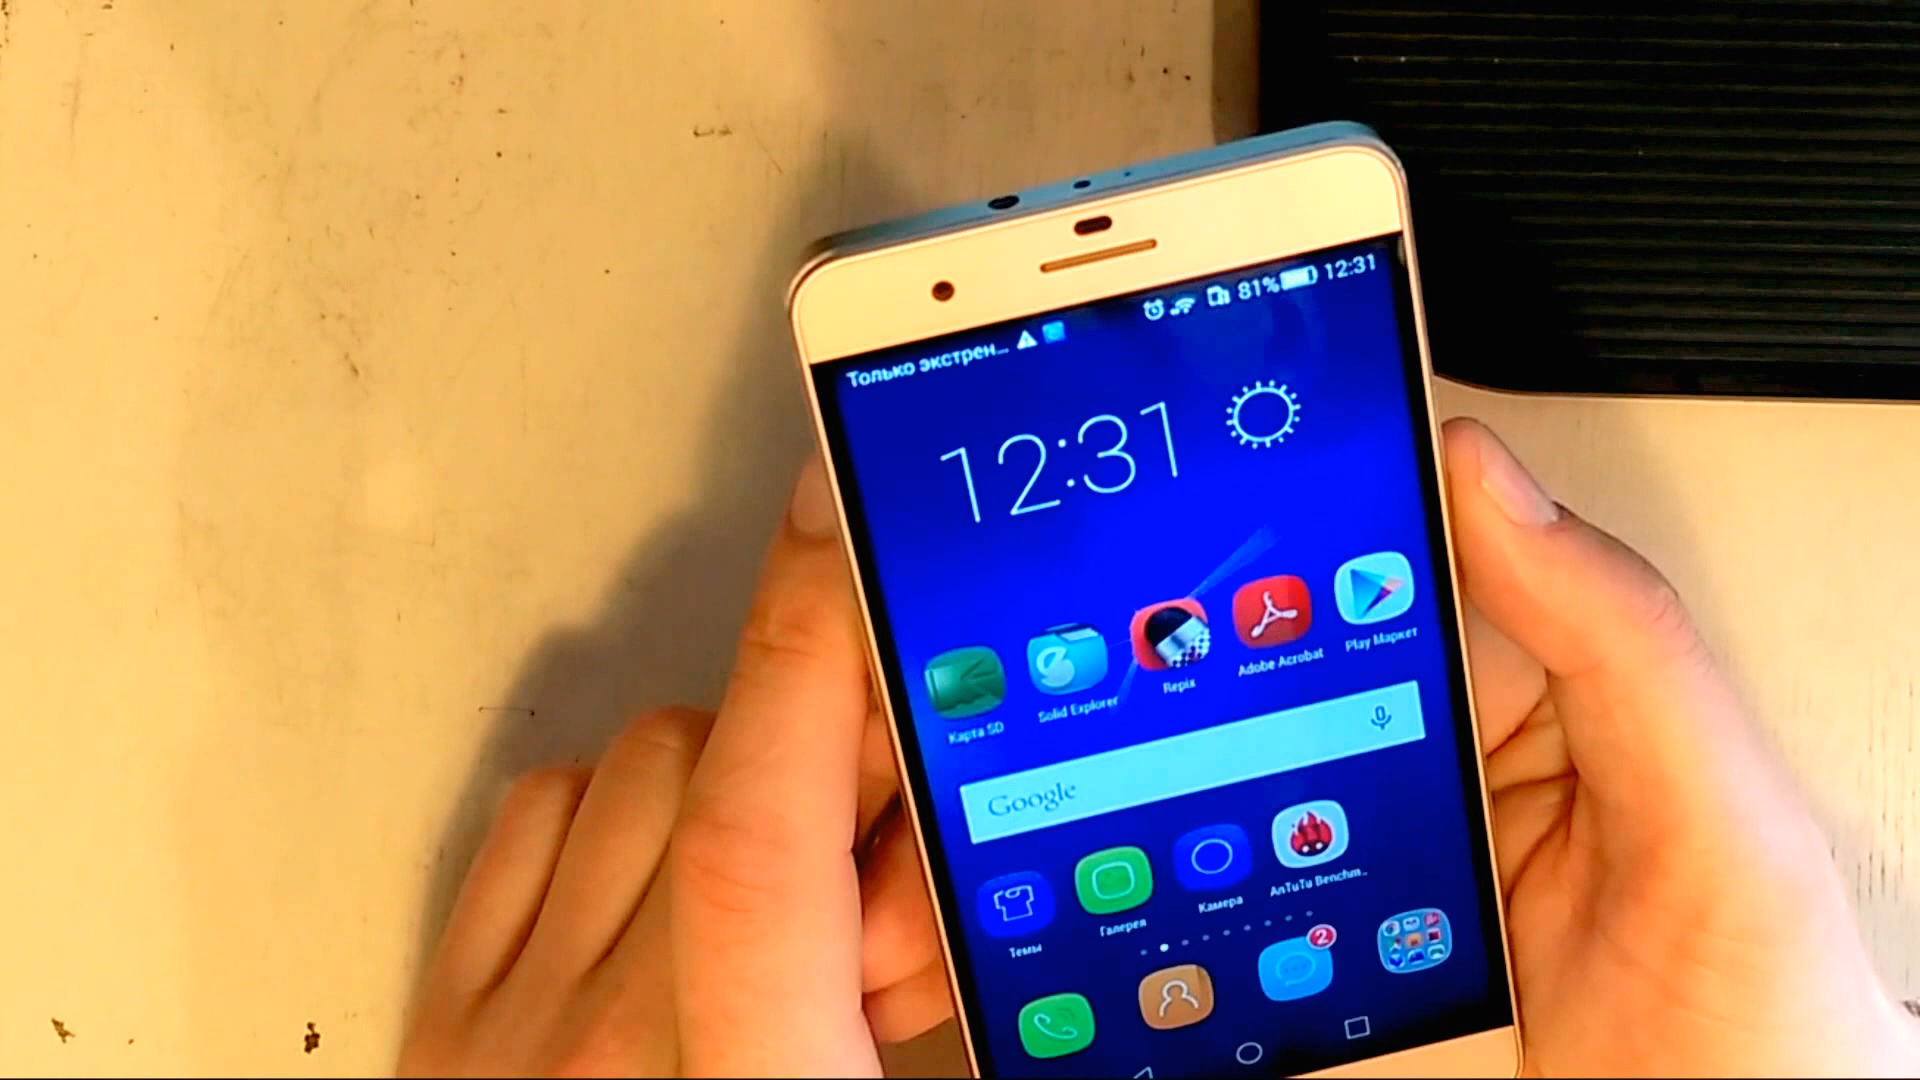 Только экстрен... 81% 12:31
12:31
Карта SD Solid Explorer Repix Adobe Acrobat Play Маркет
Google
Темы Галерея Камера AnTuTu Benchm..
2